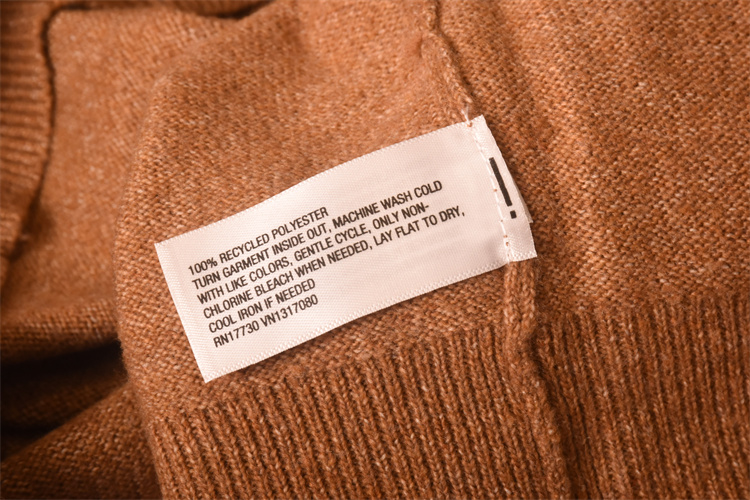 100% RECYCLED POLYESTER
TURN GARMENT INSIDE OUT, MACHINE WASH COLD
WITH LIKE COLORS, GENTLE CYCLE, ONLY NON-
CHLORINE BLEACH WHEN NEEDED, LAY FLAT TO DRY,
COOL IRON IF NEEDED
RN17730 VN1317080